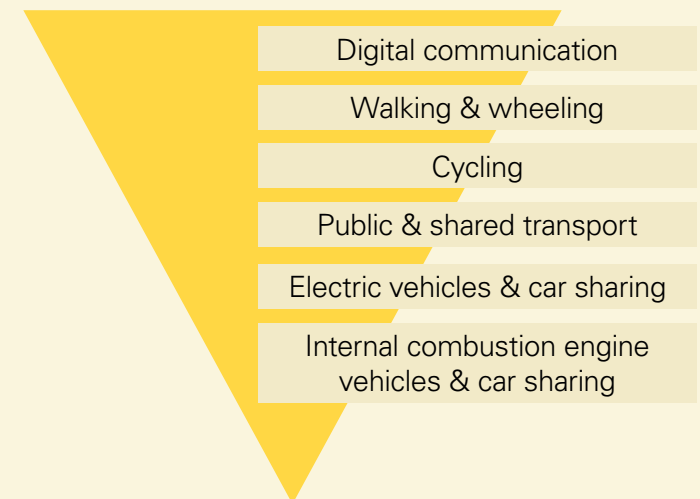 Digital communication
Walking & wheeling
Cycling
Public & shared transport
Electric vehicles & car sharing
Internal combustion engine
vehicles & car sharing